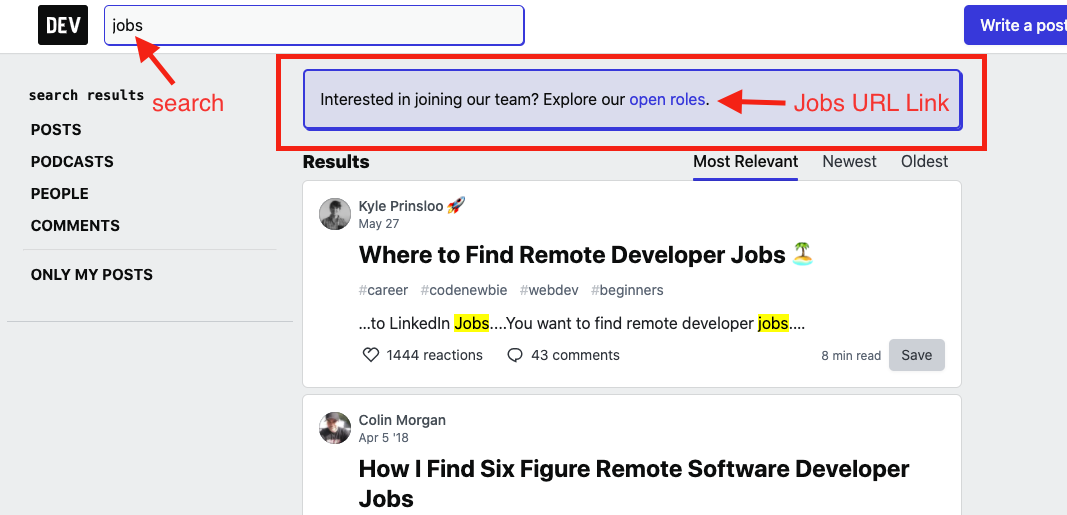 DEV
jobs
Write a post
search
search results
POSTS
PODCASTS
PEOPLE
COMMENTS
ONLY MY POSTS
Interested in joining our team? Explore our open roles.
Jobs URL Link
Results
Most Relevant Newest Oldest
Kyle Prinsloo 🚀
May 27
Where to Find Remote Developer Jobs 🏝️
#career #codenewbie #webdev #beginners
...to LinkedIn Jobs....You want to find remote developer jobs....
1444 reactions 43 comments 8 min read Save
Colin Morgan
Apr 5 '18
How I Find Six Figure Remote Software Developer
Jobs